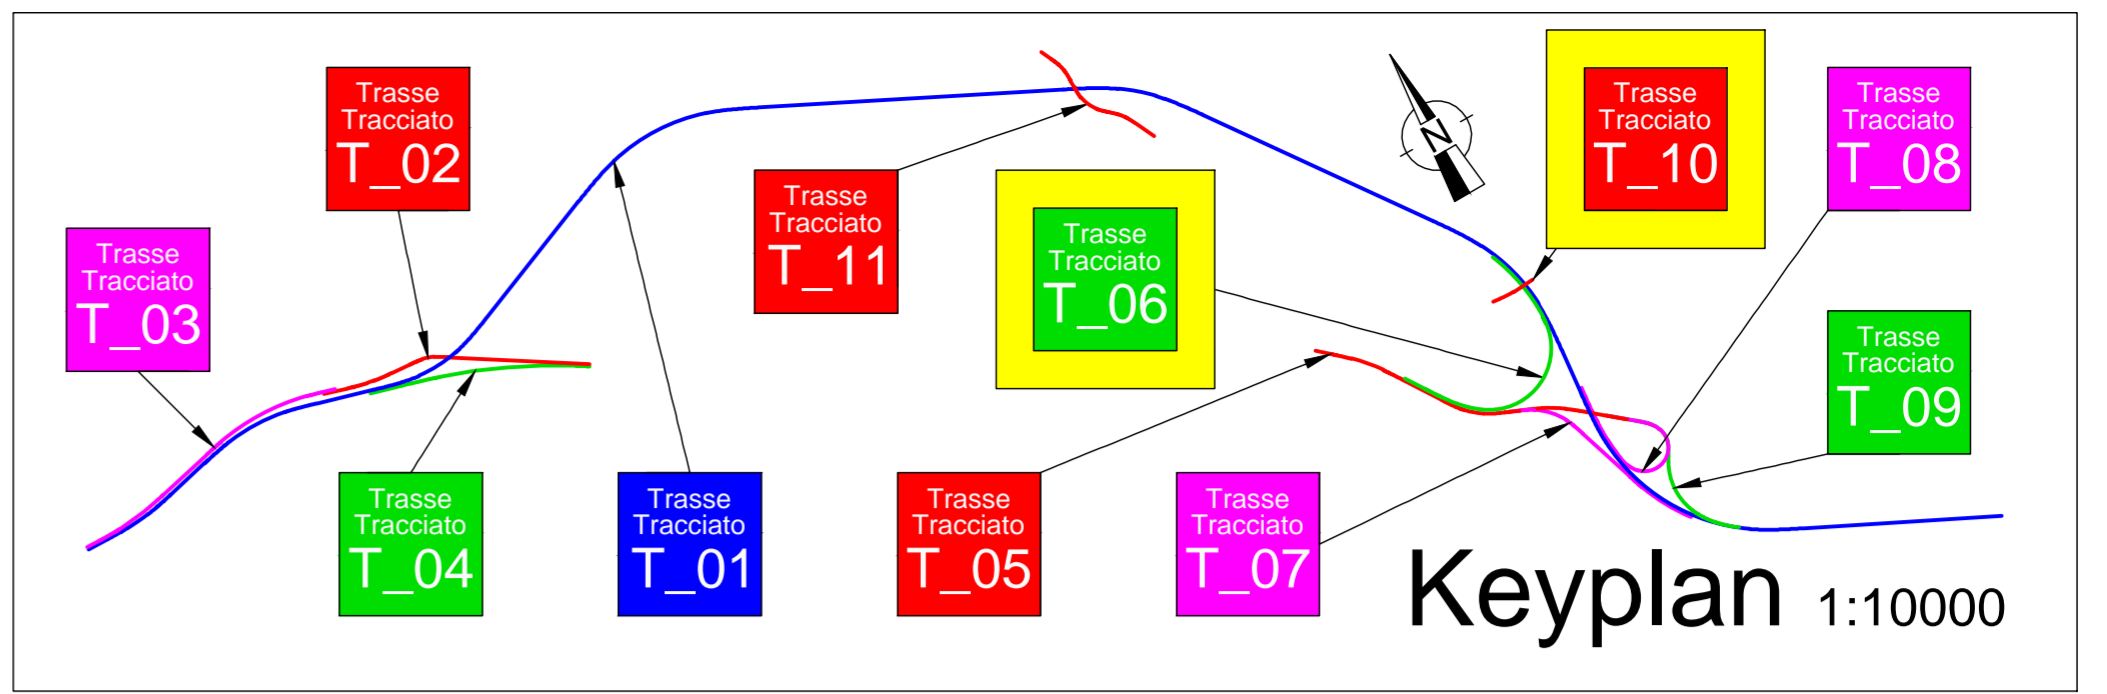 Trasse
Tracciato
T_02
Trasse
Tracciato
T_10
Trasse
Tracciato
T_08
N
Trasse
Tracciato
T_11
Trasse
Tracciato
T_06
Trasse
Tracciato
T_03
Trasse
Tracciato
T_09
Trasse
Tracciato
T_04
Trasse
Tracciato
T_01
Trasse
Tracciato
T_05
Trasse
Tracciato
T_07
Keyplan 1:10000